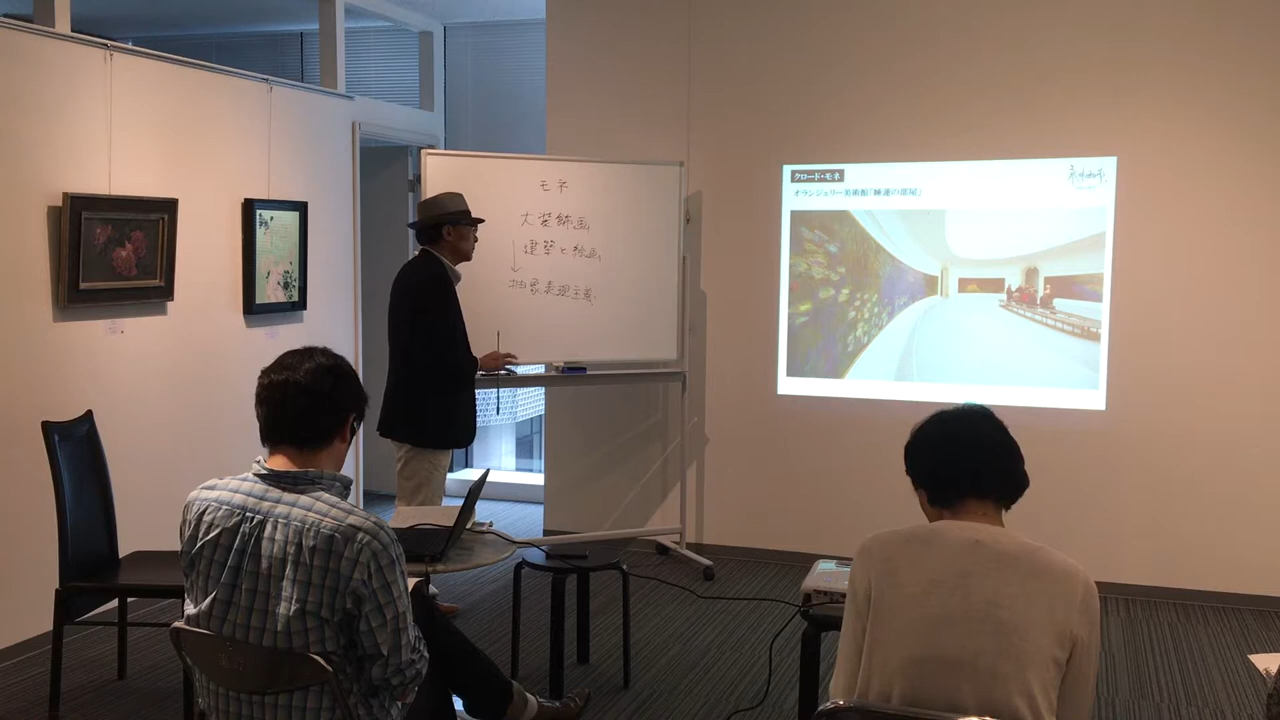 モネ
大装飾画
↓建築と絵画
抽象表現主義
クロード・モネ
オランジェリー美術館「睡蓮の部屋」